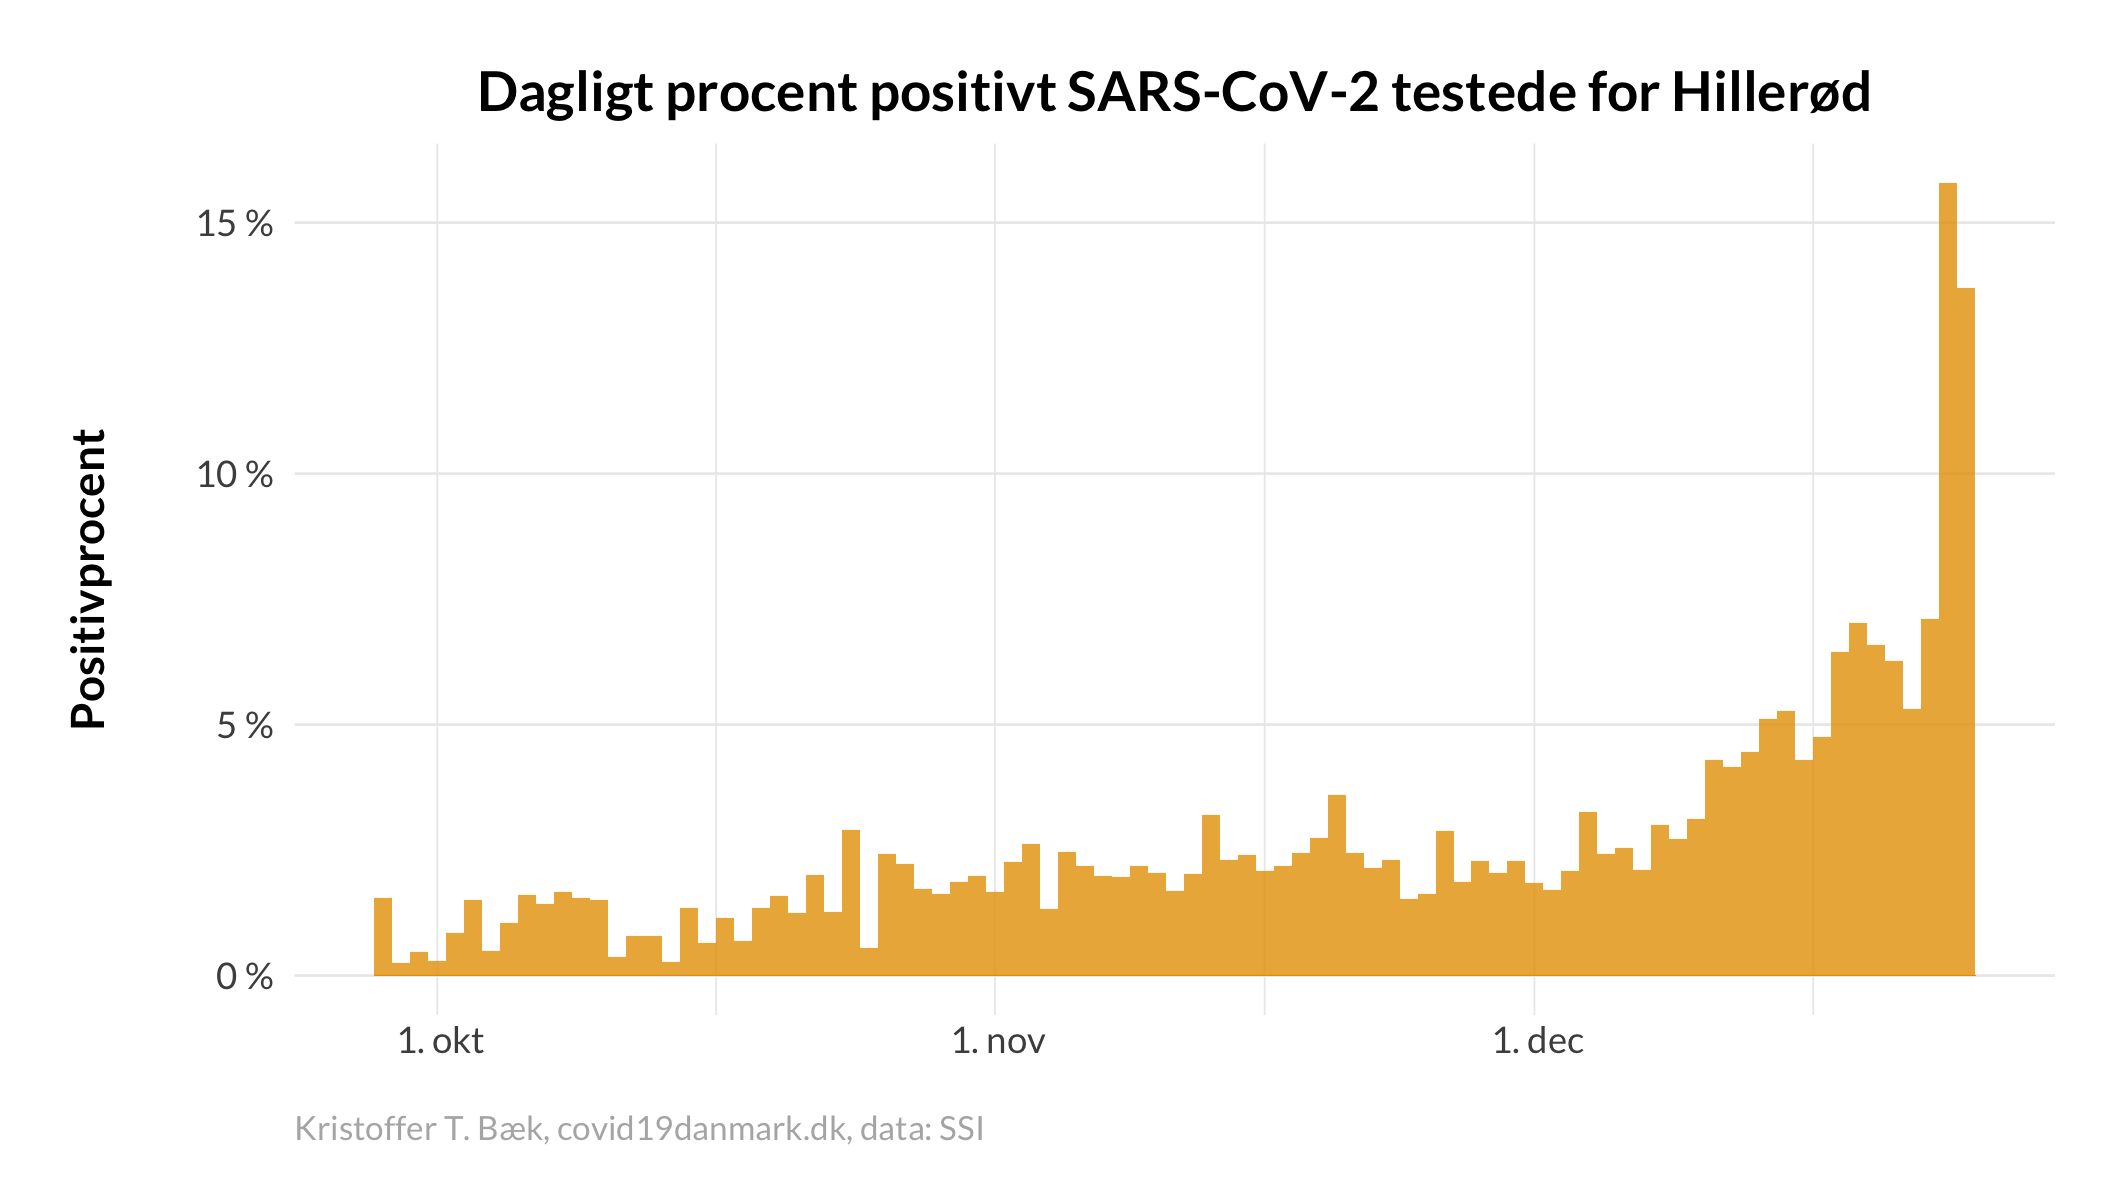 Dagligt procent positivt SARS-CoV-2 testede for Hillerød
Positivprocent
15 %
10 %
5 %
0 %
1. okt
1. nov
1. dec
Kristoffer T. Bæk, covid19danmark.dk, data: SSI